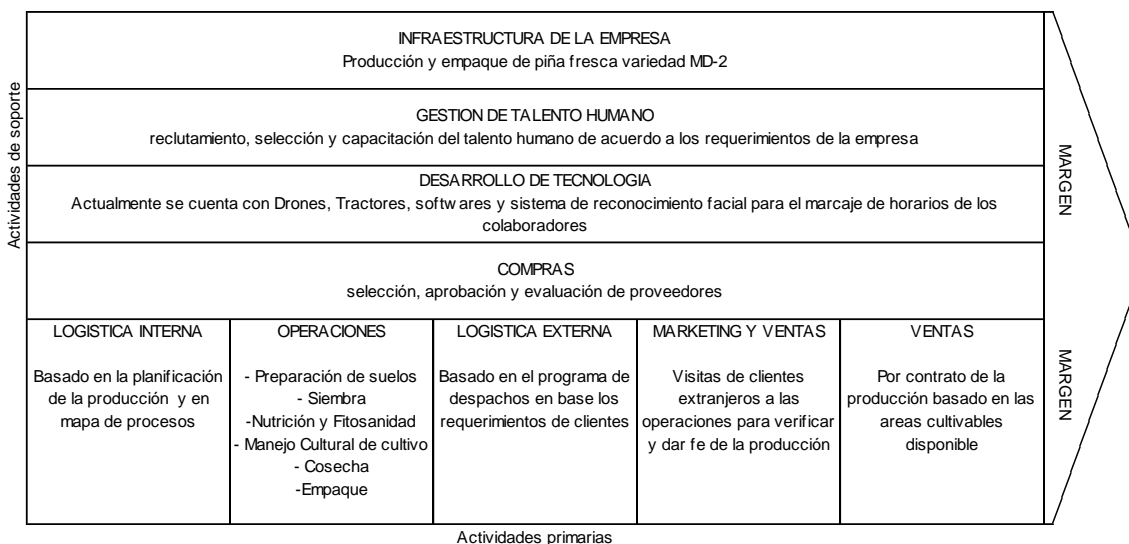 INFRAESTRUCTURA DE LA EMPRESA
Producción y empaque de piña fresca variedad MD-2
GESTION DE TALENTO HUMANO
reclutamiento, selección y capacitación del talento humano de acuerdo a los requerimientos de la empresa
DESARROLLO DE TECNOLOGIA
Actualmente se cuenta con Drones, Tractores, softwares y sistema de reconocimiento facial para el marcaje de horarios de los
colaboradores
COMPRAS
selección, aprobación y evaluación de proveedores
Actividades de soporte
MARGEN
LOGISTICA INTERNA
Basado en la planificación
de la producción y en
mapa de procesos
OPERACIONES
- Preparación de suelos
- Siembra
-Nutrición y Fitosanidad
- Manejo Cultural de cultivo
- Cosecha
-Empaque
LOGISTICA EXTERNA
Basado en el programa de
despachos en base los
requerimientos de clientes
MARKETING Y VENTAS
Visitas de clientes
extranjeros a las
operaciones para verificar
y dar fe de la producción
VENTAS
Por contrato de la
producción basado en las
areas cultivables
disponible
MARGEN
Actividades primarias